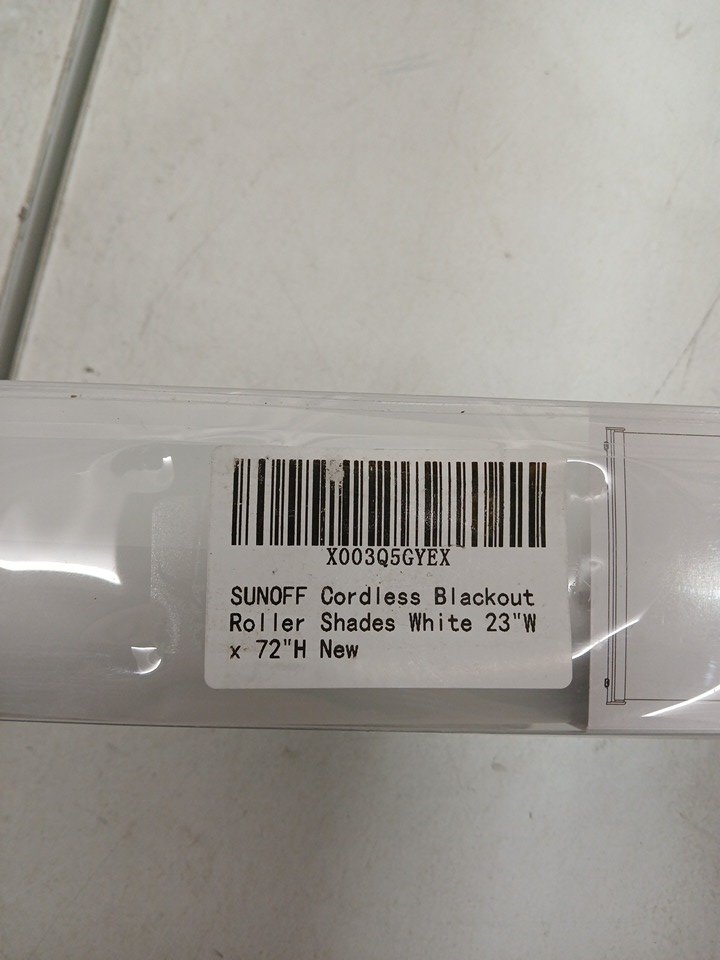 X003Q5GYEX
SUNOFF Cordless Blackout
Roller Shades White 23"W
x 72"H New